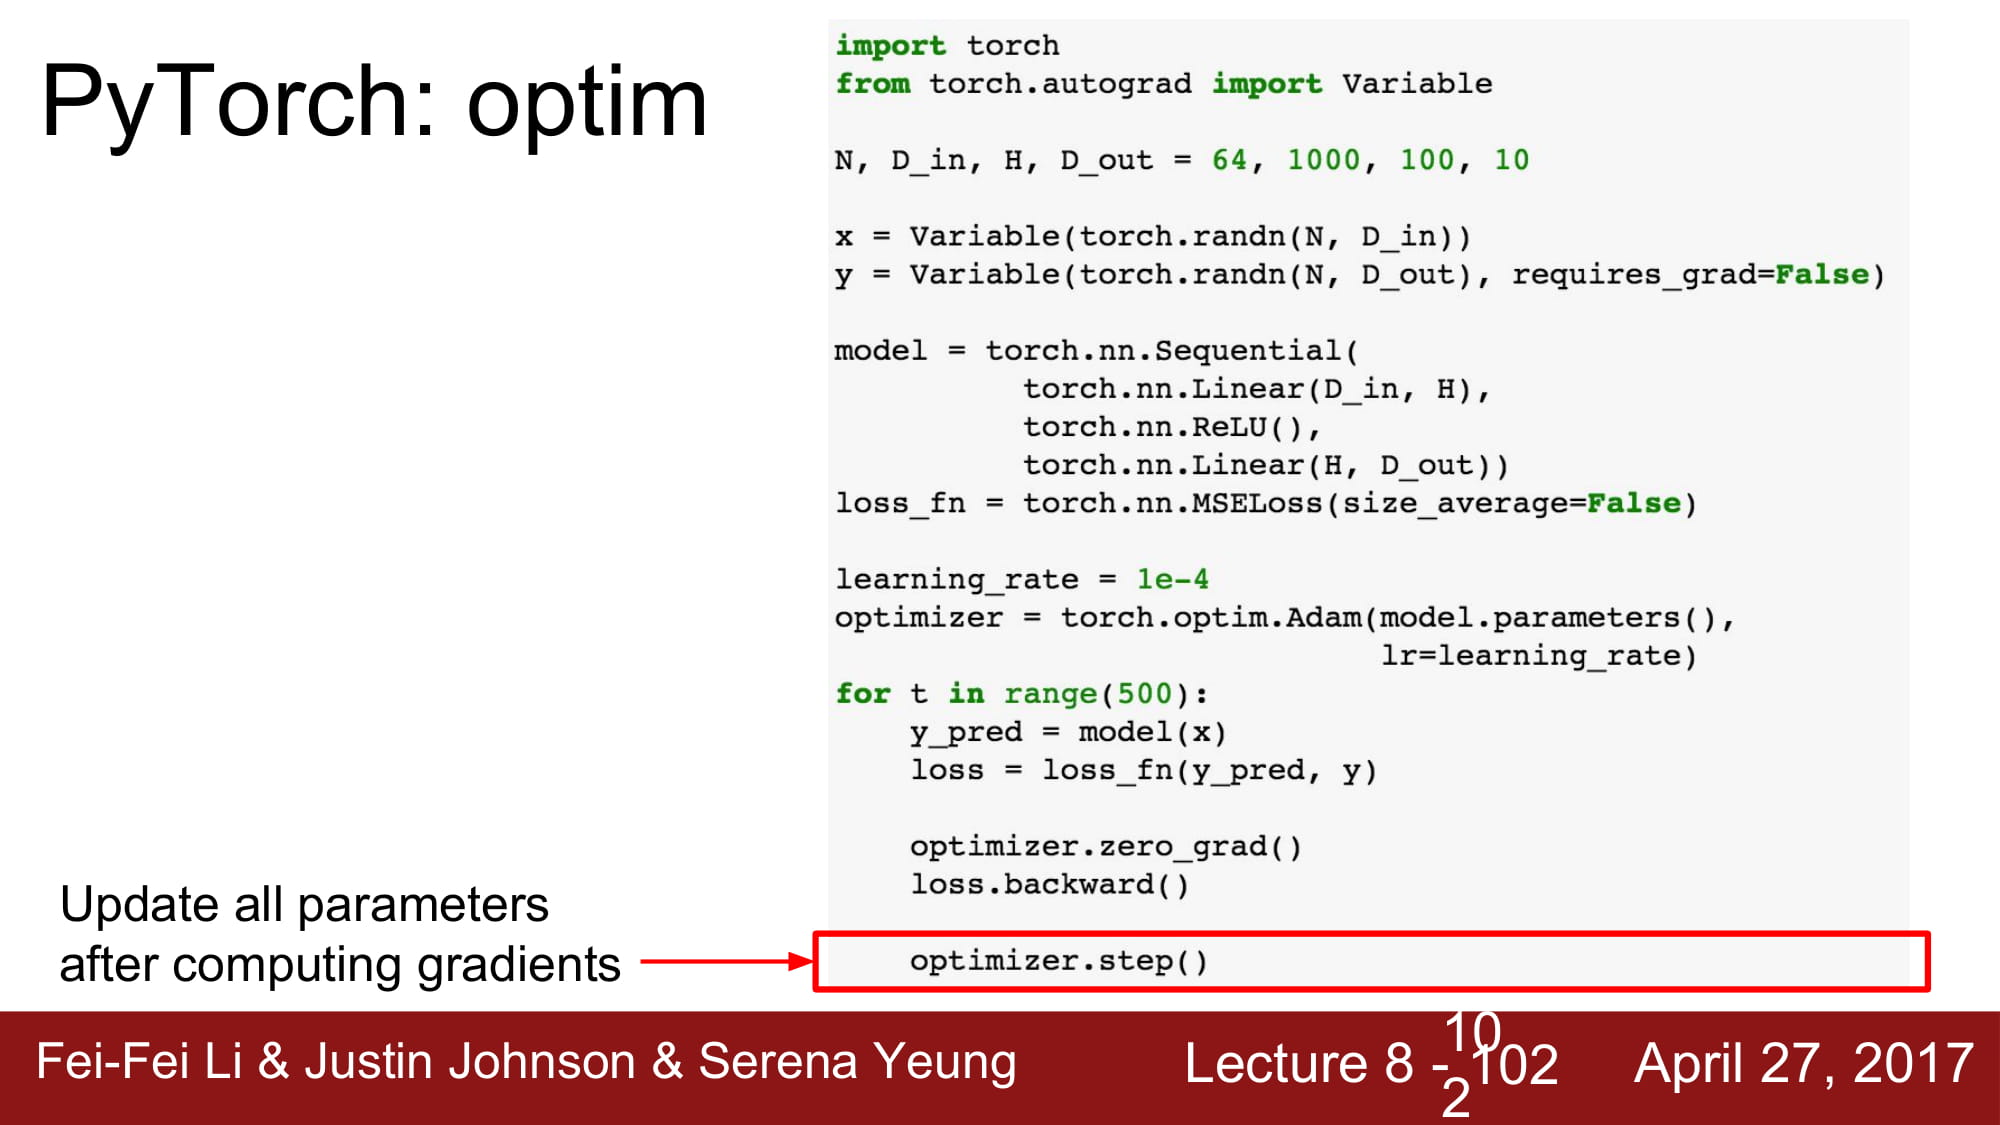 PyTorch: optim
import torch
from torch.autograd import Variable
N, D_in, H, D_out = 64, 1000, 100, 10
x = Variable(torch.randn(N, D_in))
y = Variable(torch.randn(N, D_out), requires_grad=False)
model = torch.nn.Sequential(
torch.nn.Linear(D_in, H),
torch.nn.ReLU(),
torch.nn.Linear(H, D_out))
loss_fn = torch.nn.MSELoss(size_average=False)
learning_rate = 1e-4
optimizer = torch.optim.Adam(model.parameters(),
lr=learning_rate)
for t in range(500):
y_pred = model(x)
loss = loss_fn(y_pred, y)
optimizer.zero_grad()
loss.backward()
optimizer.step()
Update all parameters
after computing gradients
Fei-Fei Li & Justin Johnson & Serena Yeung
Lecture 8 - 102
10
2
April 27, 2017